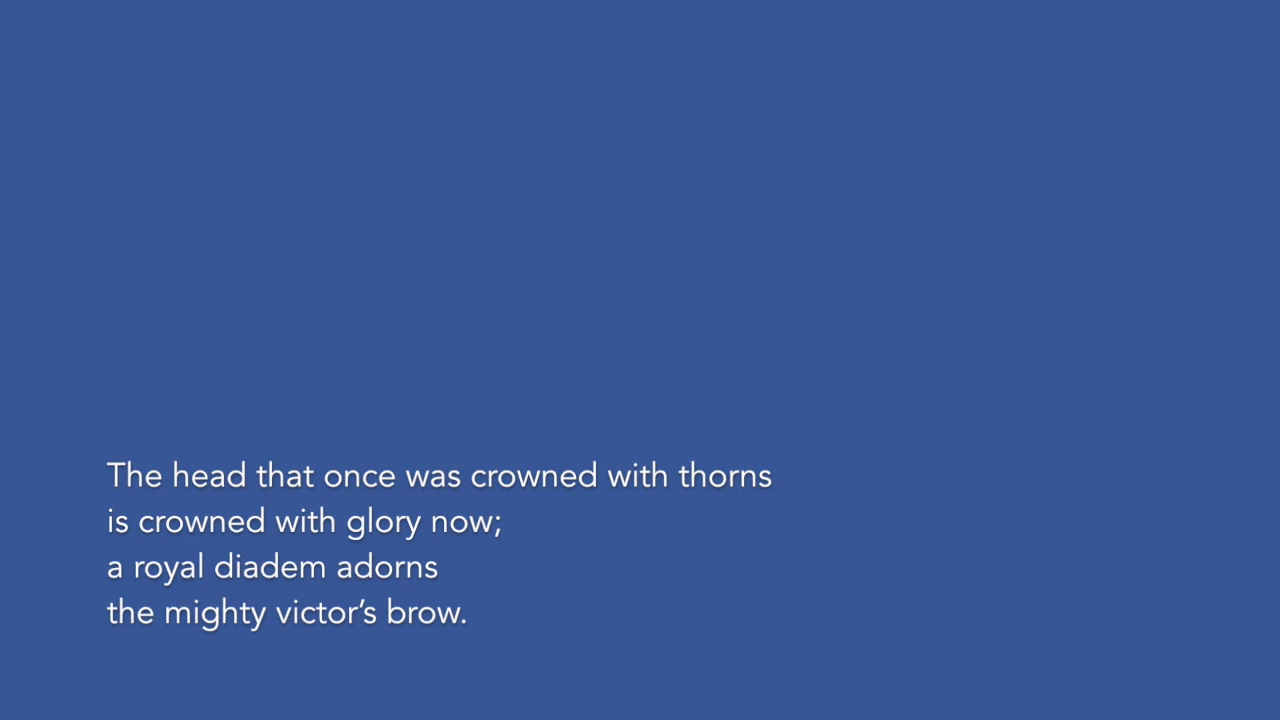 The head that once was crowned with thorns
is crowned with glory now;
a royal diadem adorns
the mighty victor’s brow.